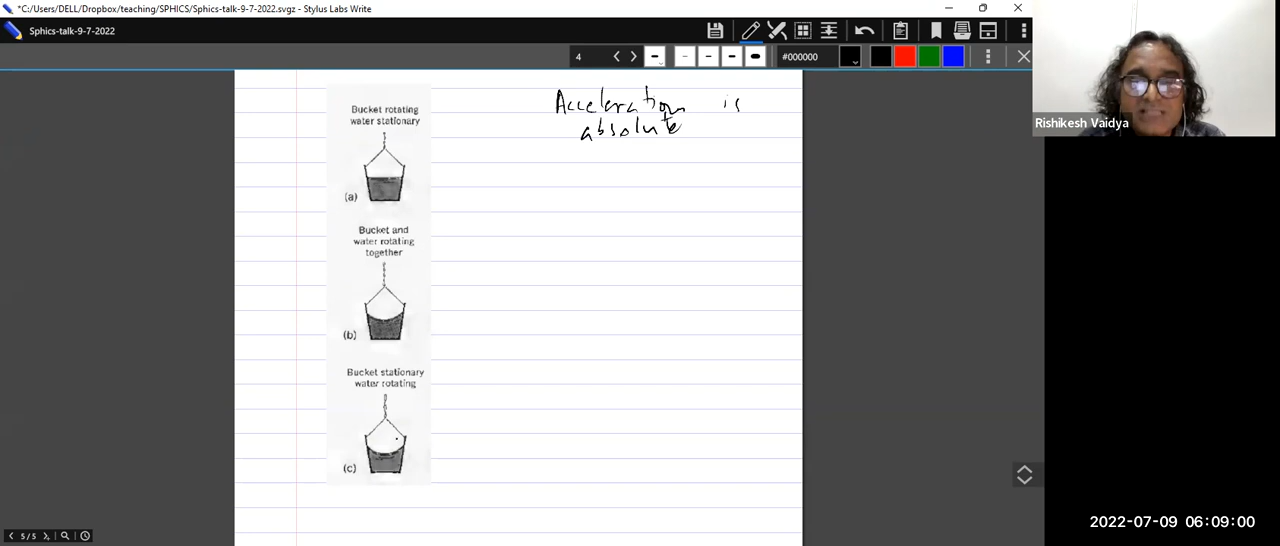 *C:/Users/DELL/Dropbox/teaching/SPHICS/Sphics-talk-9-7-2022.svgz - Stylus Labs Write
Sphics-talk-9-7-2022
4
#000000
Rishikesh Vaidya
Acceleration is
absolute
Bucket rotating
water stationary
(a)
Bucket and
water rotating
together
(b)
Bucket stationary
water rotating
(c)
5/5
2022-07-09 06:09:00